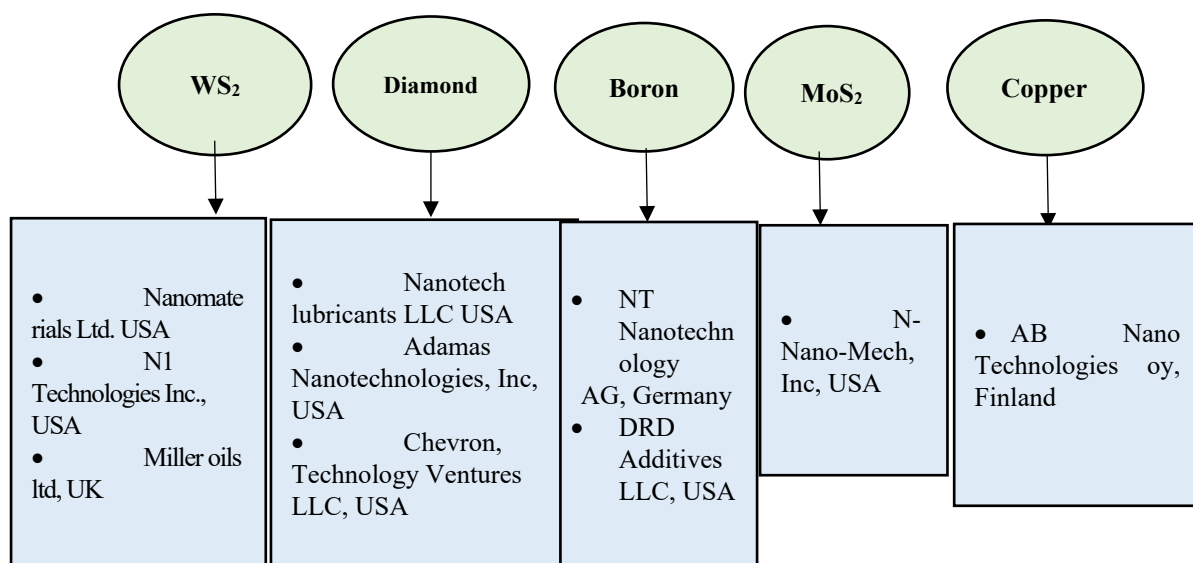 WS₂
Diamond
Boron
MoS₂
Copper
• Nanomate
rials Ltd. USA
• N1
Technologies Inc.,
USA
• Miller oils
ltd, UK
• Nanotech
lubricants LLC USA
• Adamas
Nanotechnologies, Inc,
USA
• Chevron,
Technology Ventures
LLC, USA
• NT
Nanotechn
ology
AG, Germany
• DRD
Additives
LLC, USA
• N-
Nano-Mech,
Inc, USA
• AB Nano
Technologies oy,
Finland